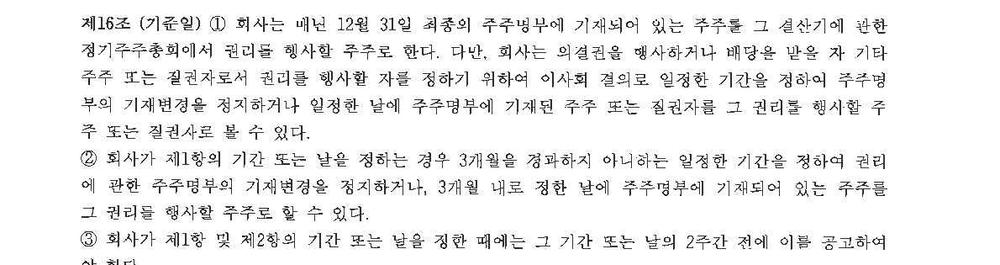 제16조 (기준일) ① 회사는 매년 12월 31일 최종의 주주명부에 기재되어 있는 주주를 그 결산기에 관한
정기주주총회에서 권리를 행사할 주주로 한다. 다만, 회사는 의결권을 행사하거나 배당을 받을 자 기타
주주 또는 질권자로서 권리를 행사할 자를 정하기 위하여 이사회 결의로 일정한 기간을 정하여 주주명
부의 기재변경을 정지하거나 일정한 날에 주주명부에 기재된 주주 또는 질권자를 그 권리를 행사할 주
주 또는 질권자로 볼 수 있다.
② 회사가 제1항의 기간 또는 날을 정하는 경우 3개월을 경과하지 아니하는 일정한 기간을 정하여 권리
에 관한 주주명부의 기재변경을 정지하거나, 3개월 내로 정한 날에 주주명부에 기재되어 있는 주주를
그 권리를 행사할 주주로 할 수 있다.
③ 회사가 제1항 및 제2항의 기간 또는 날을 정한 때에는 그 기간 또는 날의 2주간 전에 이를 공고하여